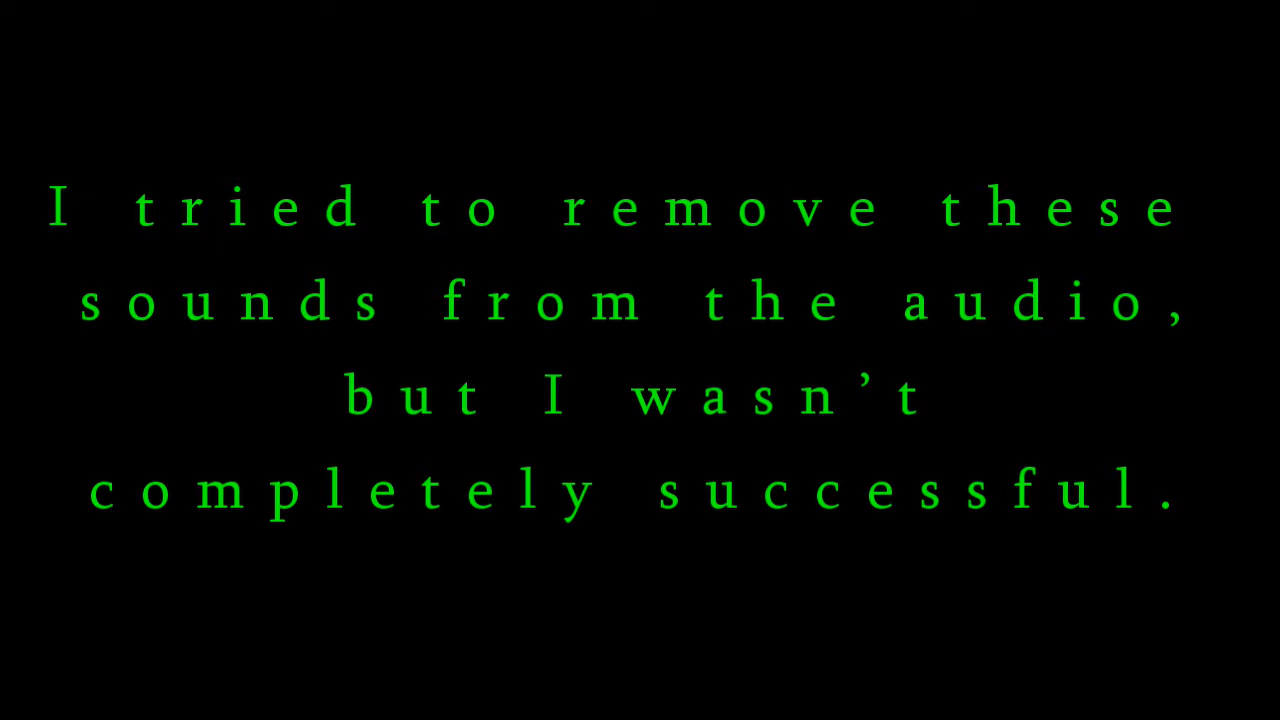 I tried to remove these
sounds from the audio,
but I wasn’t
completely successful.